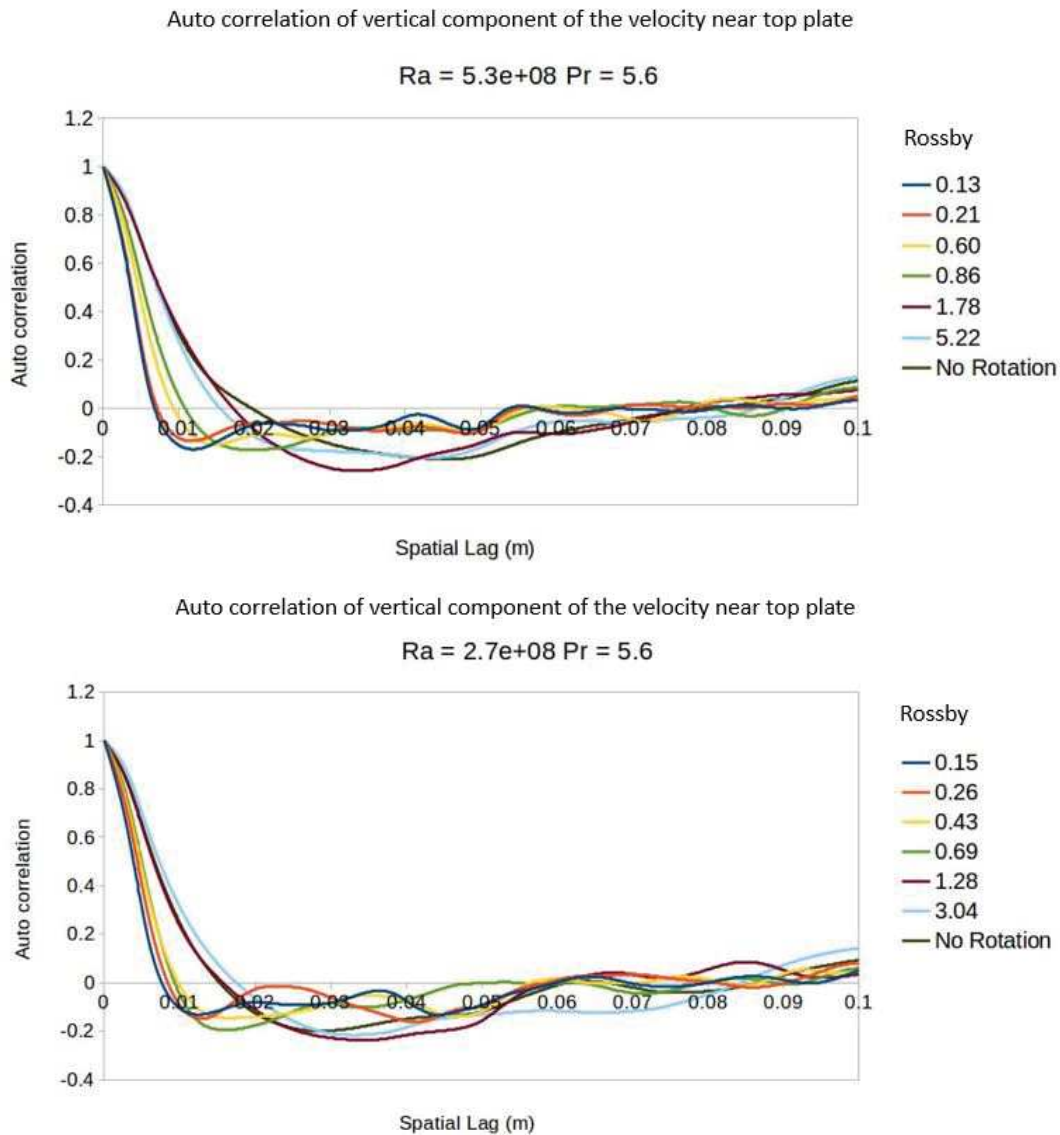 Auto correlation of vertical component of the velocity near top plate
Ra = 5.3e+08 Pr = 5.6
1.2
1
0.8
0.6
0.4
0.2
0
-0.2
-0.4
Auto correlation
0 0.01 0.02 0.03 0.04 0.05 0.06 0.07 0.08 0.09 0.1
Spatial Lag (m)
Rossby
0.13
0.21
0.60
0.86
1.78
5.22
No Rotation
Auto correlation of vertical component of the velocity near top plate
Ra = 2.7e+08 Pr = 5.6
1.2
1
0.8
0.6
0.4
0.2
0
-0.2
-0.4
Auto correlation
0 0.01 0.02 0.03 0.04 0.05 0.06 0.07 0.08 0.09 0.1
Spatial Lag (m)
Rossby
0.15
0.26
0.43
0.69
1.28
3.04
No Rotation